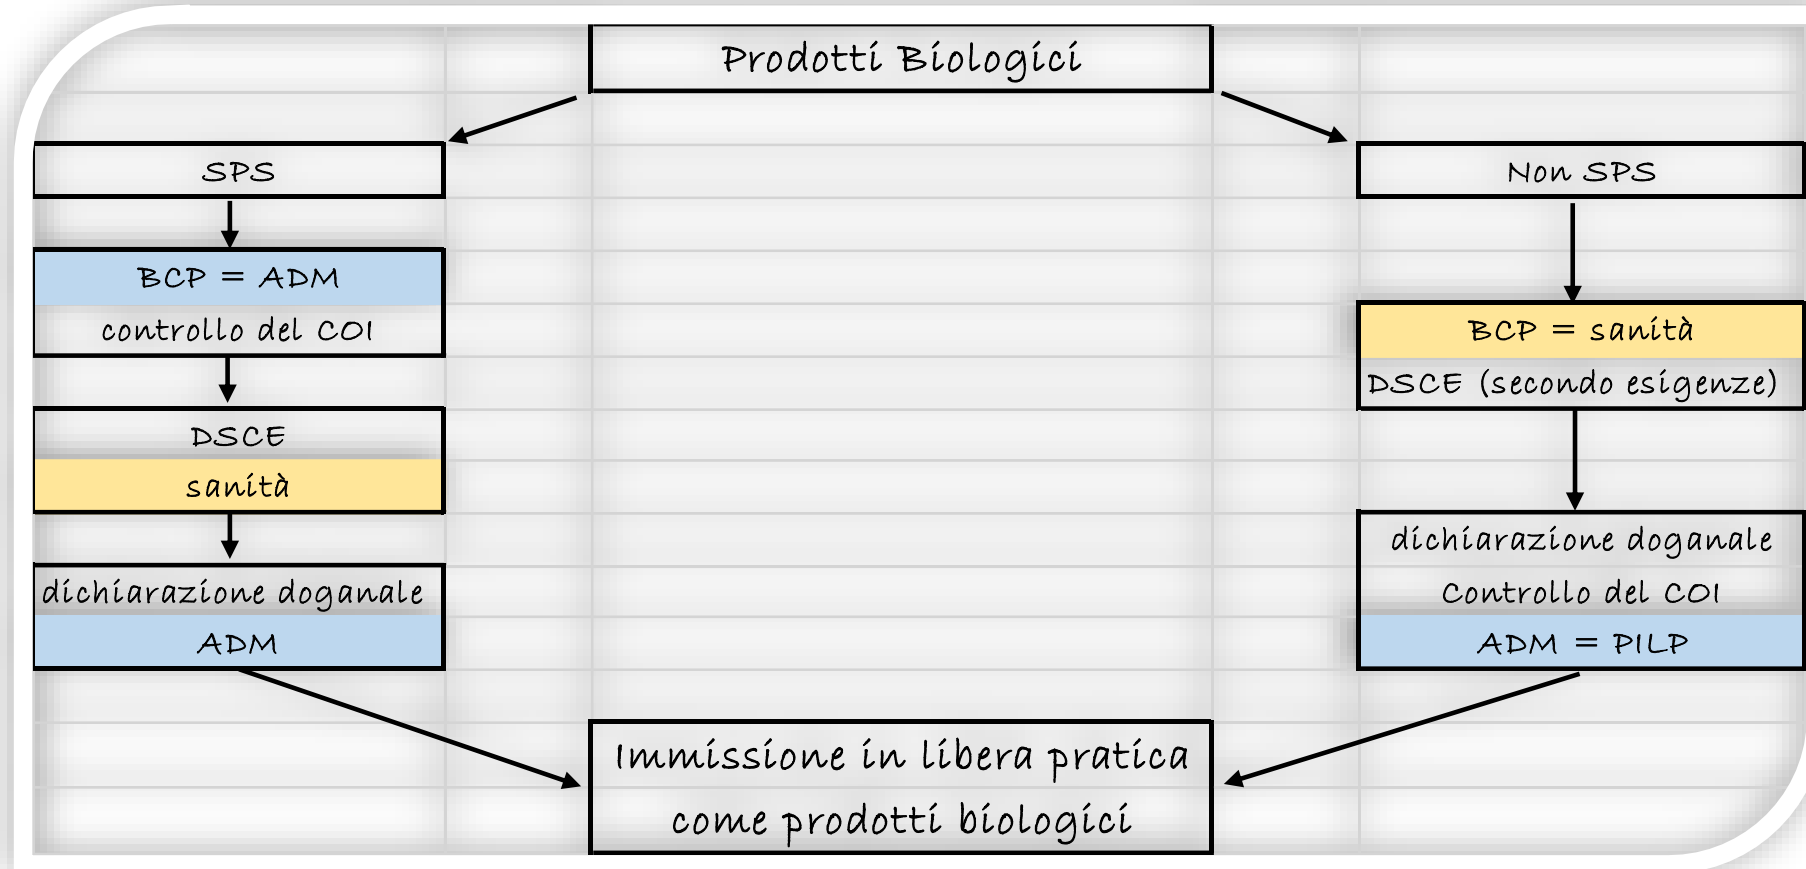 Prodotti Biologici
SPS
Non SPS
BCP = ADM
controllo del COI
BCP = sanità
DSCE (secondo esigenze)
DSCE
sanità
dichiarazione doganale
Controllo del COI
ADM = PILP
dichiarazione doganale
ADM
Immissione in libera pratica
come prodotti biologici